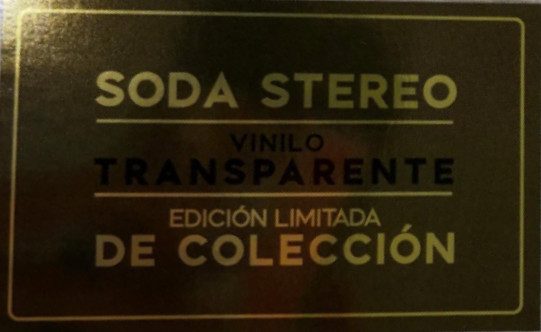 SODA STEREO
VINILO
TRANSPARENTE
EDICIÓN LIMITADA
DE COLECCIÓN